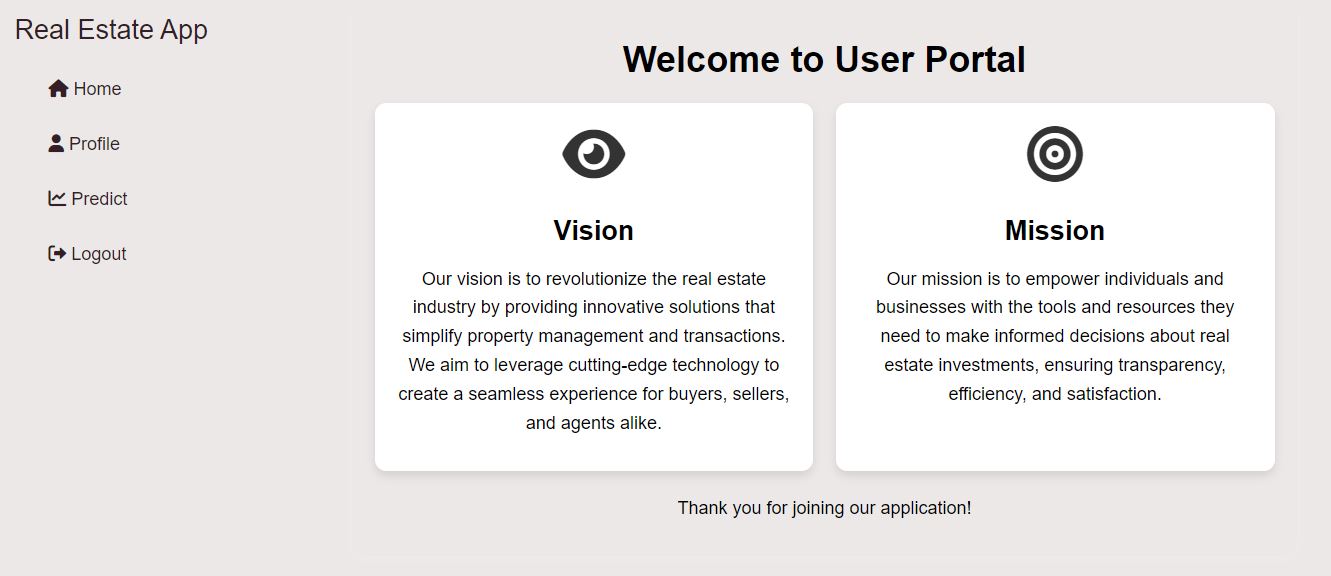 Real Estate App
Home
Profile
Predict
Logout
Welcome to User Portal
Vision
Our vision is to revolutionize the real estate
industry by providing innovative solutions that
simplify property management and transactions.
We aim to leverage cutting-edge technology to
create a seamless experience for buyers, sellers,
and agents alike.
Mission
Our mission is to empower individuals and
businesses with the tools and resources they
need to make informed decisions about real
estate investments, ensuring transparency,
efficiency, and satisfaction.
Thank you for joining our application!